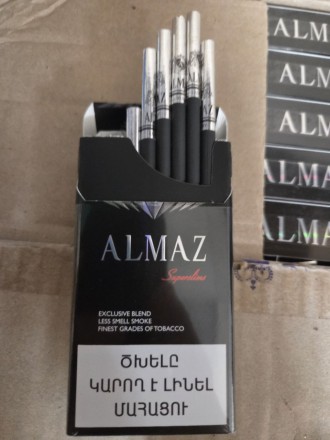 ALMAZ
Superslims
EXCLUSIVE BLEND
LESS SMELL SMOKE
FINEST GRADES OF TOBACCO
ԾԽԵԼԸ
ԿԱՐՈՂ Է ԼԻՆԵԼ
ՄԱՀԱՑՈՒ
ALMAZ
ALMAZ
ALMAZ
ALMAZ
ALMAZ